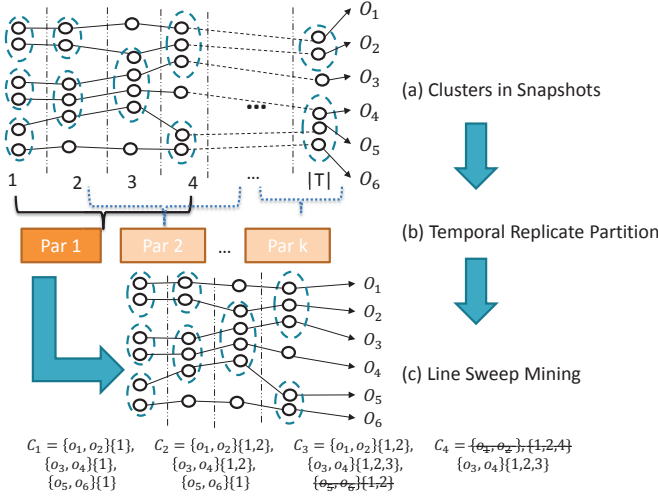 O₁
O₂
O₃
O₄
O₅
O₆
(a) Clusters in Snapshots
...
1 2 3 4 ... |T|
Par 1 Par 2 ... Par k
(b) Temporal Replicate Partition
O₁
O₂
O₃
O₄
O₅
O₆
(c) Line Sweep Mining
C₁ = {o₁, o₂}{1}, C₂ = {o₁, o₂}{1,2}, C₃ = {o₁, o₂}{1,2}, C₄ = {o₁, o₂}, {1,2,4}
{o₃, o₄}{1}, {o₃, o₄}{1,2}, {o₃, o₄}{1,2,3}, {o₃, o₄}{1,2,3}
{o₅, o₆}{1} {o₅, o₆}{1} {o₅, o₆}{1,2}